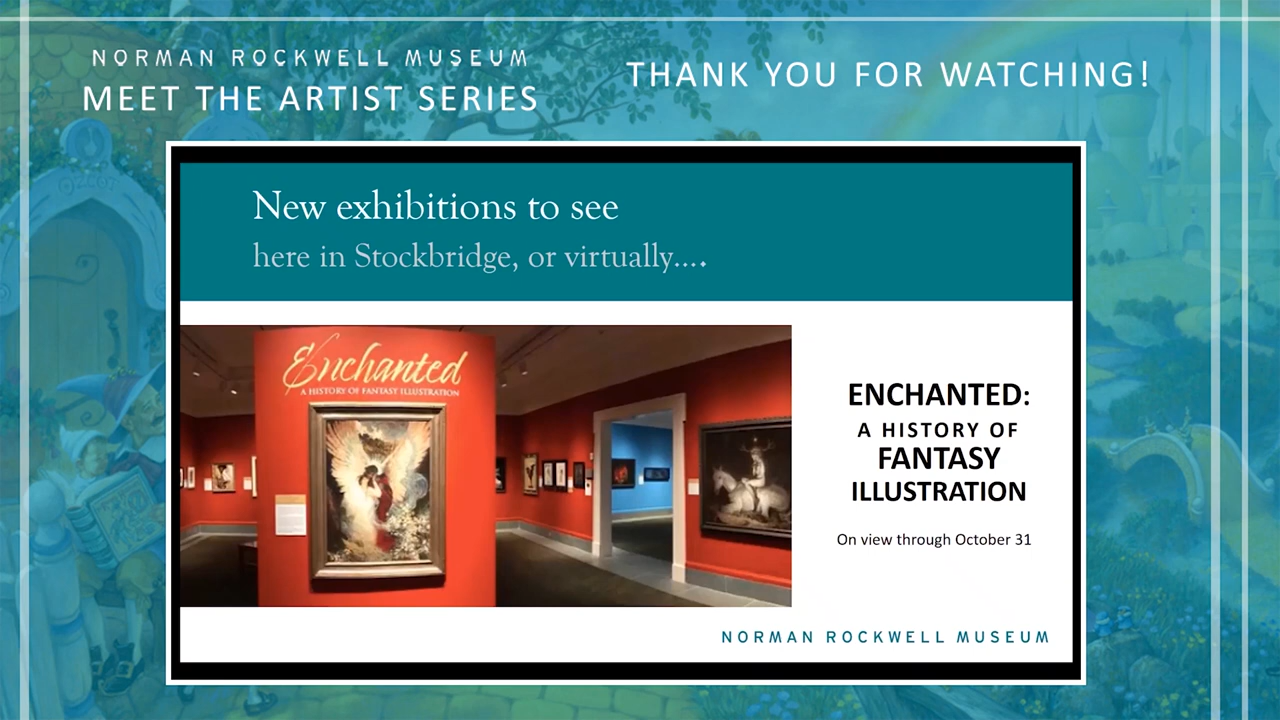 NORMAN ROCKWELL MUSEUM
MEET THE ARTIST SERIES
THANK YOU FOR WATCHING!
OZCOT
New exhibitions to see
here in Stockbridge, or virtually....
Enchanted
A HISTORY OF FANTASY ILLUSTRATION
ENCHANTED:
A HISTORY OF
FANTASY
ILLUSTRATION
On view through October 31
NORMAN ROCKWELL MUSEUM